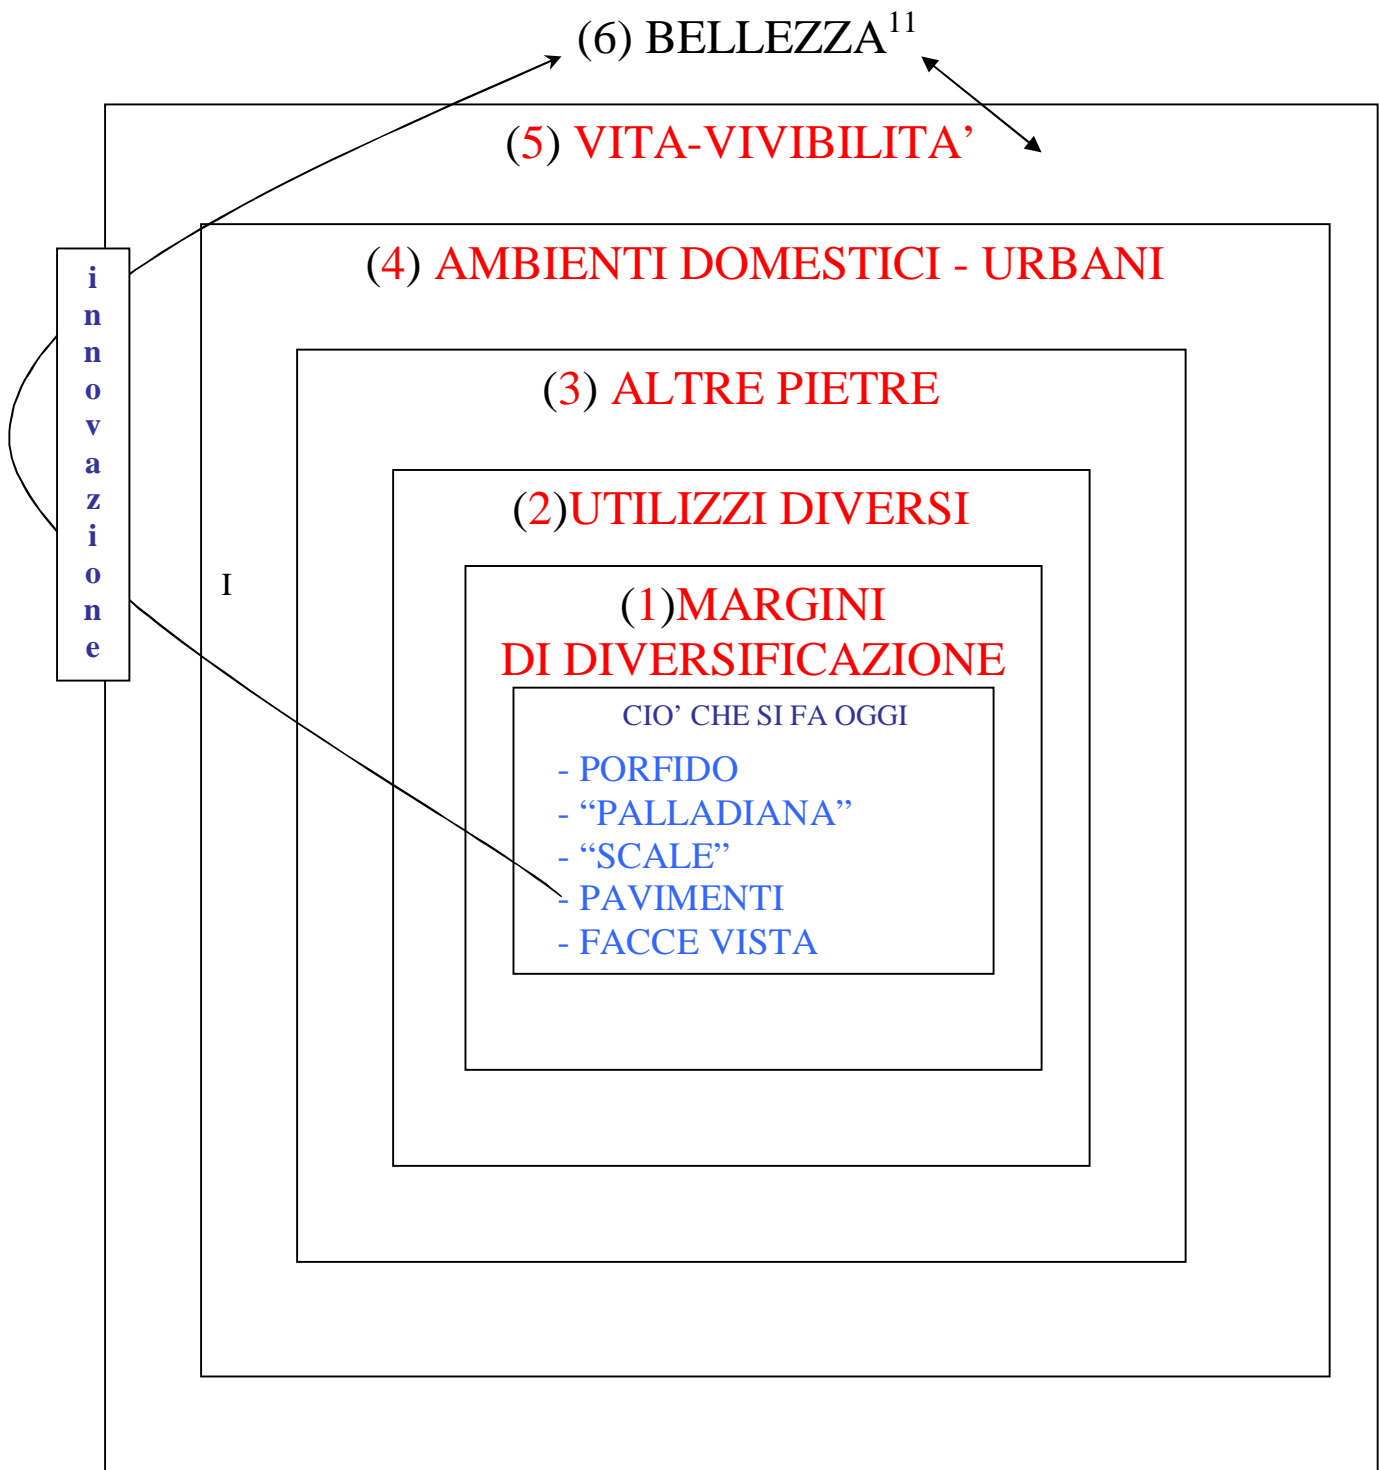 (6) BELLEZZA11
(5) VITA-VIVIBILITA’
(4) AMBIENTI DOMESTICI - URBANI
innovazione
(3) ALTRE PIETRE
(2)UTILIZZI DIVERSI
I
(1)MARGINI
DI DIVERSIFICAZIONE
CIO’ CHE SI FA OGGI
- PORFIDO
- “PALLADIANA”
- “SCALE”
- PAVIMENTI
- FACCE VISTA